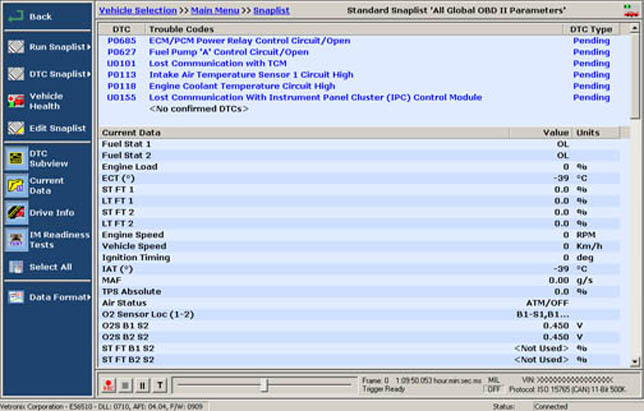 Back
Vehicle Selection >> Main Menu >> Snaplist
Standard Snaplist 'All Global OBD II Parameters'
Run Snaplist
DTC Snaplist
Vehicle Health
Edit Snaplist
DTC Subview
Current Data
Drive Info
IM Readiness Tests
Select All
Data Format
DTC Trouble Codes DTC Type
P0685 ECM/PCM Power Relay Control Circuit/Open Pending
P0627 Fuel Pump 'A' Control Circuit/Open Pending
U0101 Lost Communication with TCM Pending
P0113 Intake Air Temperature Sensor 1 Circuit High Pending
P0118 Engine Coolant Temperature Circuit High Pending
U0155 Lost Communication With Instrument Panel Cluster (IPC) Control Module Pending
<No confirmed DTCs>
Current Data Value Units
Fuel Stat 1 OL
Fuel Stat 2 OL
Engine Load 0 %
ECT (°) -39 °C
ST FT 1 0.0 %
LT FT 1 0.0 %
ST FT 2 0.0 %
LT FT 2 0.0 %
Engine Speed 0 RPM
Vehicle Speed 0 Km/h
Ignition Timing 0 deg
IAT (°) -39 °C
MAF 0.00 g/s
TPS Absolute 0.0 %
Air Status ATM/OFF
O2 Sensor Loc (1-2) B1-S1,B1...
O2S B1 S2 0.450 V
O2S B2 S2 0.450 V
ST FT B1 S2 <Not Used> %
ST FT B2 S2 <Not Used> %
T
Frame: 0 1:09:50.053 hour:min:sec.ms
Trigger Ready
MIL
OFF
VIN: XXXXXXXXXXXXXXXXX
Protocol: ISO 15765 (CAN) 11-Bit 500K.
Vetronix Corporation - ES6510 - DLL: 0710, API: 04.04, F/W: 0909
Status: Connected